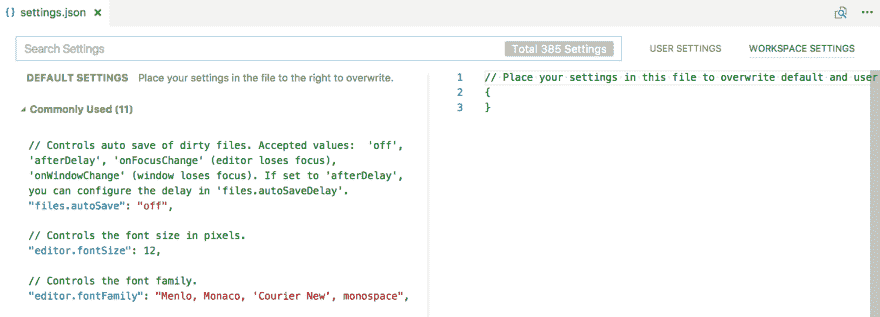 {} settings.json ×
Search Settings
Total 385 Settings
USER SETTINGS
WORKSPACE SETTINGS
DEFAULT SETTINGS Place your settings in the file to the right to overwrite.
Commonly Used (11)
// Controls auto save of dirty files. Accepted values:  'off',
'afterDelay', 'onFocusChange' (editor loses focus),
'onWindowChange' (window loses focus). If set to 'afterDelay',
you can configure the delay in 'files.autoSaveDelay'.
"files.autoSave": "off",
// Controls the font size in pixels.
"editor.fontSize": 12,
// Controls the font family.
"editor.fontFamily": "Menlo, Monaco, 'Courier New', monospace",
1 // Place your settings in this file to overwrite default and user
2 {
3 }